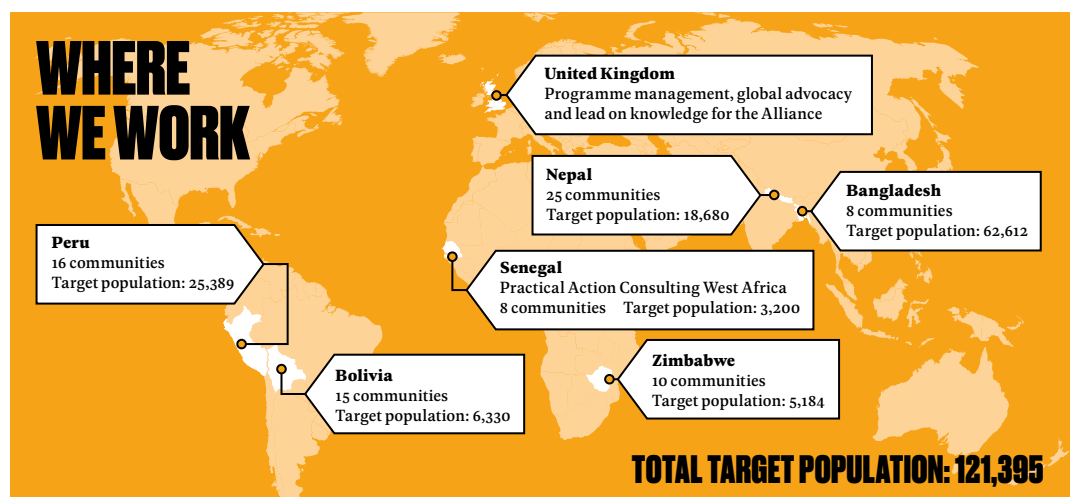 WHERE
WE WORK
United Kingdom
Programme management, global advocacy
and lead on knowledge for the Alliance
Nepal
25 communities
Target population: 18,680
Bangladesh
8 communities
Target population: 62,612
Peru
16 communities
Target population: 25,389
Senegal
Practical Action Consulting West Africa
8 communities Target population: 3,200
Bolivia
15 communities
Target population: 6,330
Zimbabwe
10 communities
Target population: 5,184
TOTAL TARGET POPULATION: 121,395